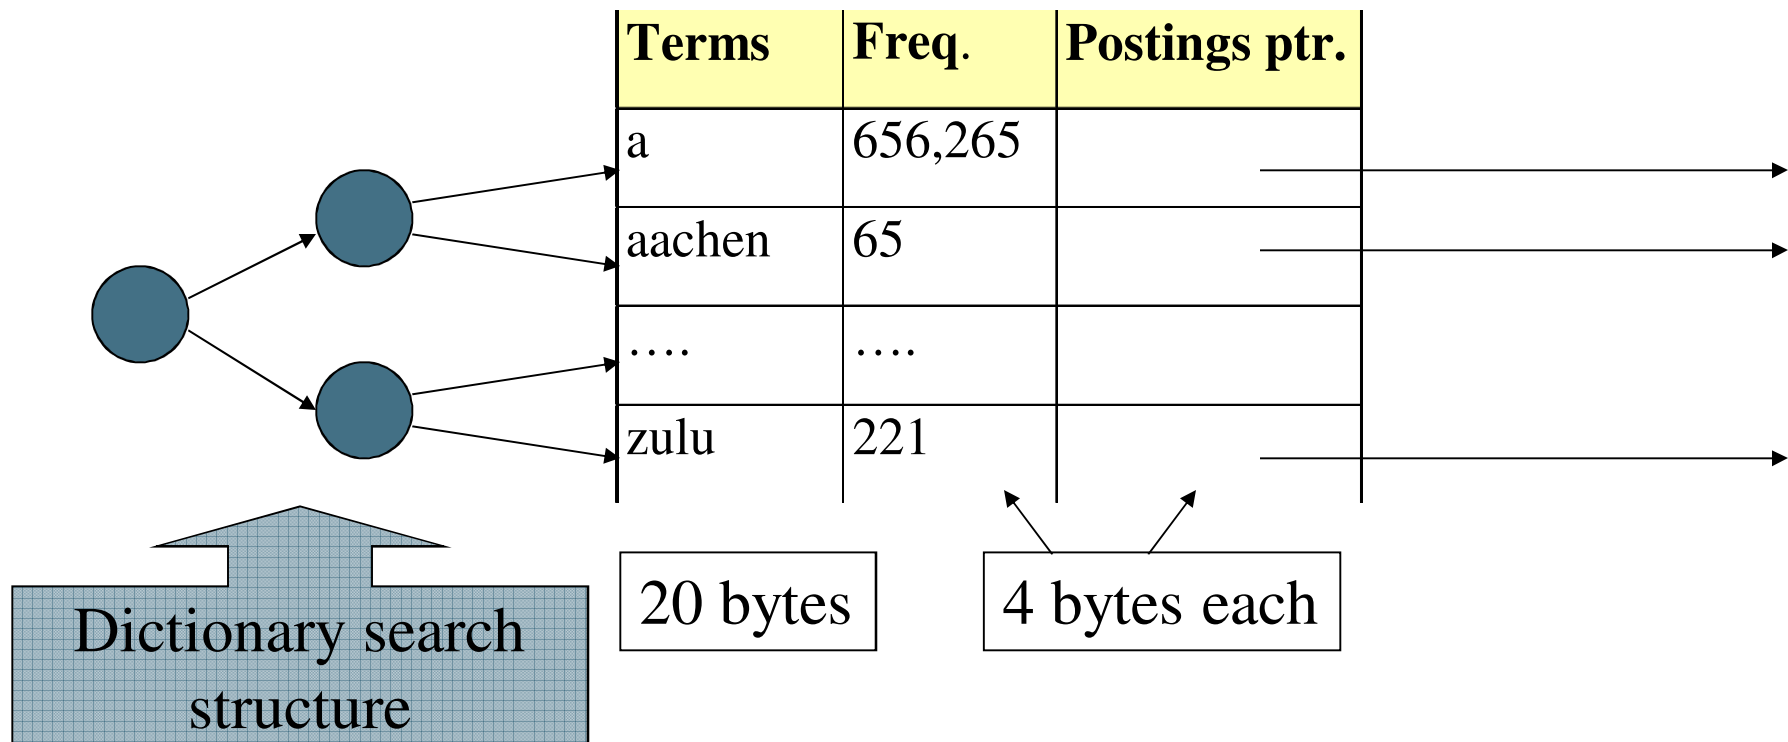 Terms Freq. Postings ptr.
a 656,265
aachen 65
…. ….
zulu 221
20 bytes 4 bytes each
Dictionary search
structure